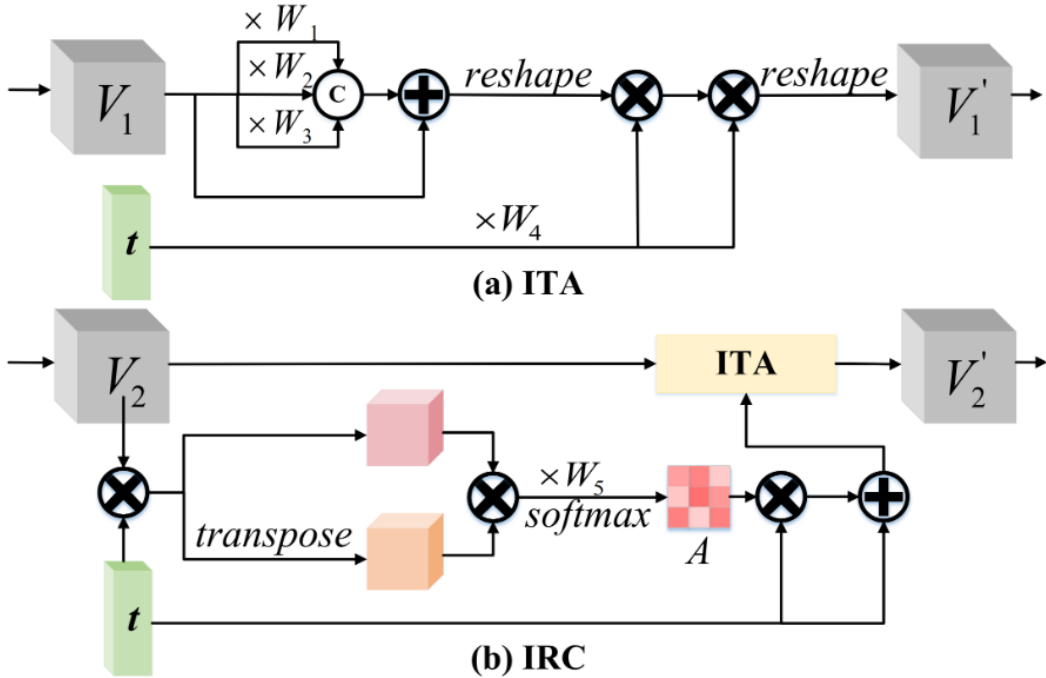 × W₁
V₁
× W₂
C
× W₃
reshape
reshape
V₁'
t
× W₄
(a) ITA
V₂
ITA
V₂'
× W₅
softmax
transpose
A
t
(b) IRC